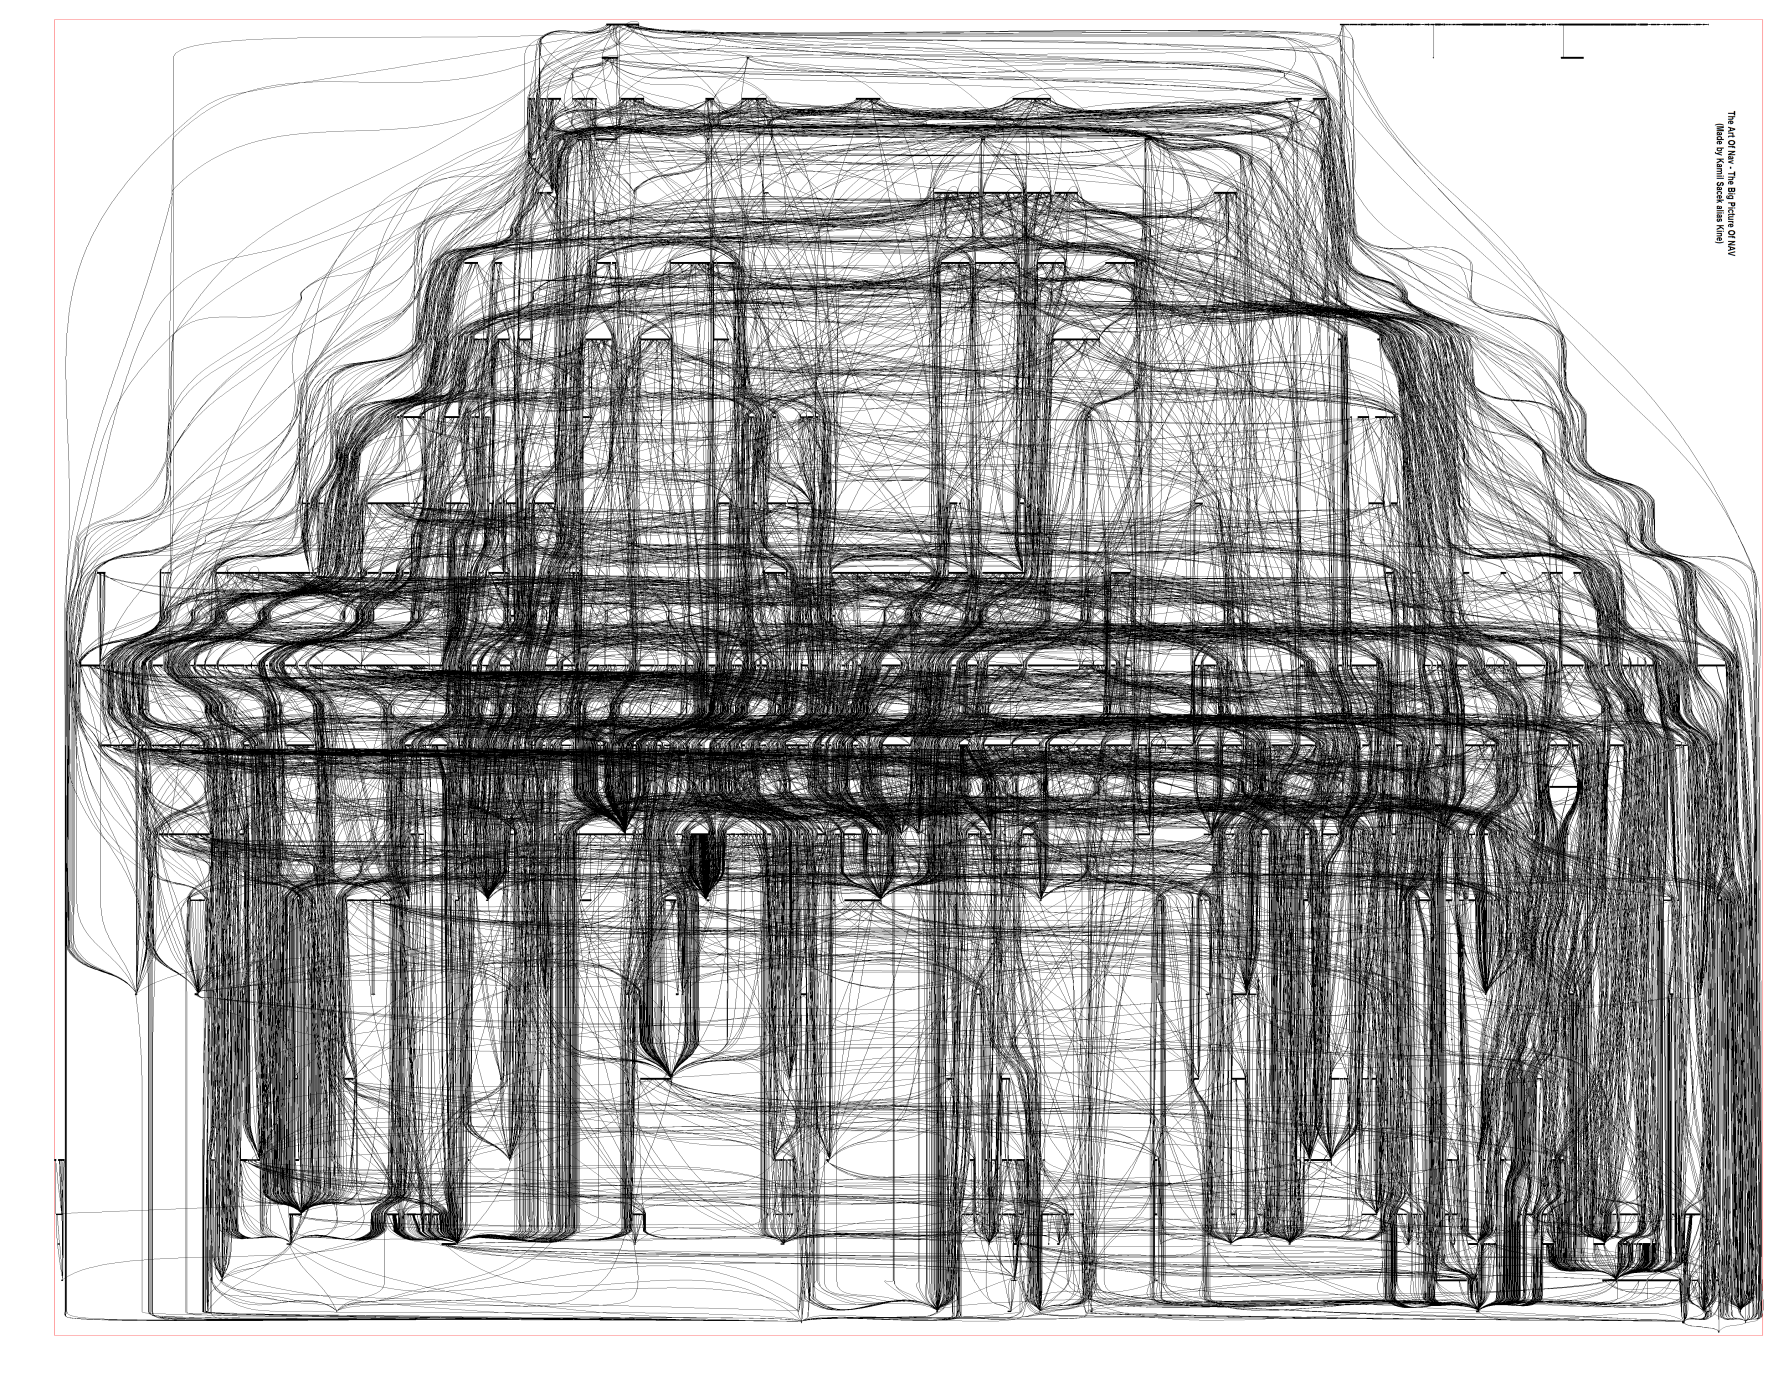 The Art Of Nav - The Big Picture Of NAV
(Made by Kamil Sacek alias Kine)